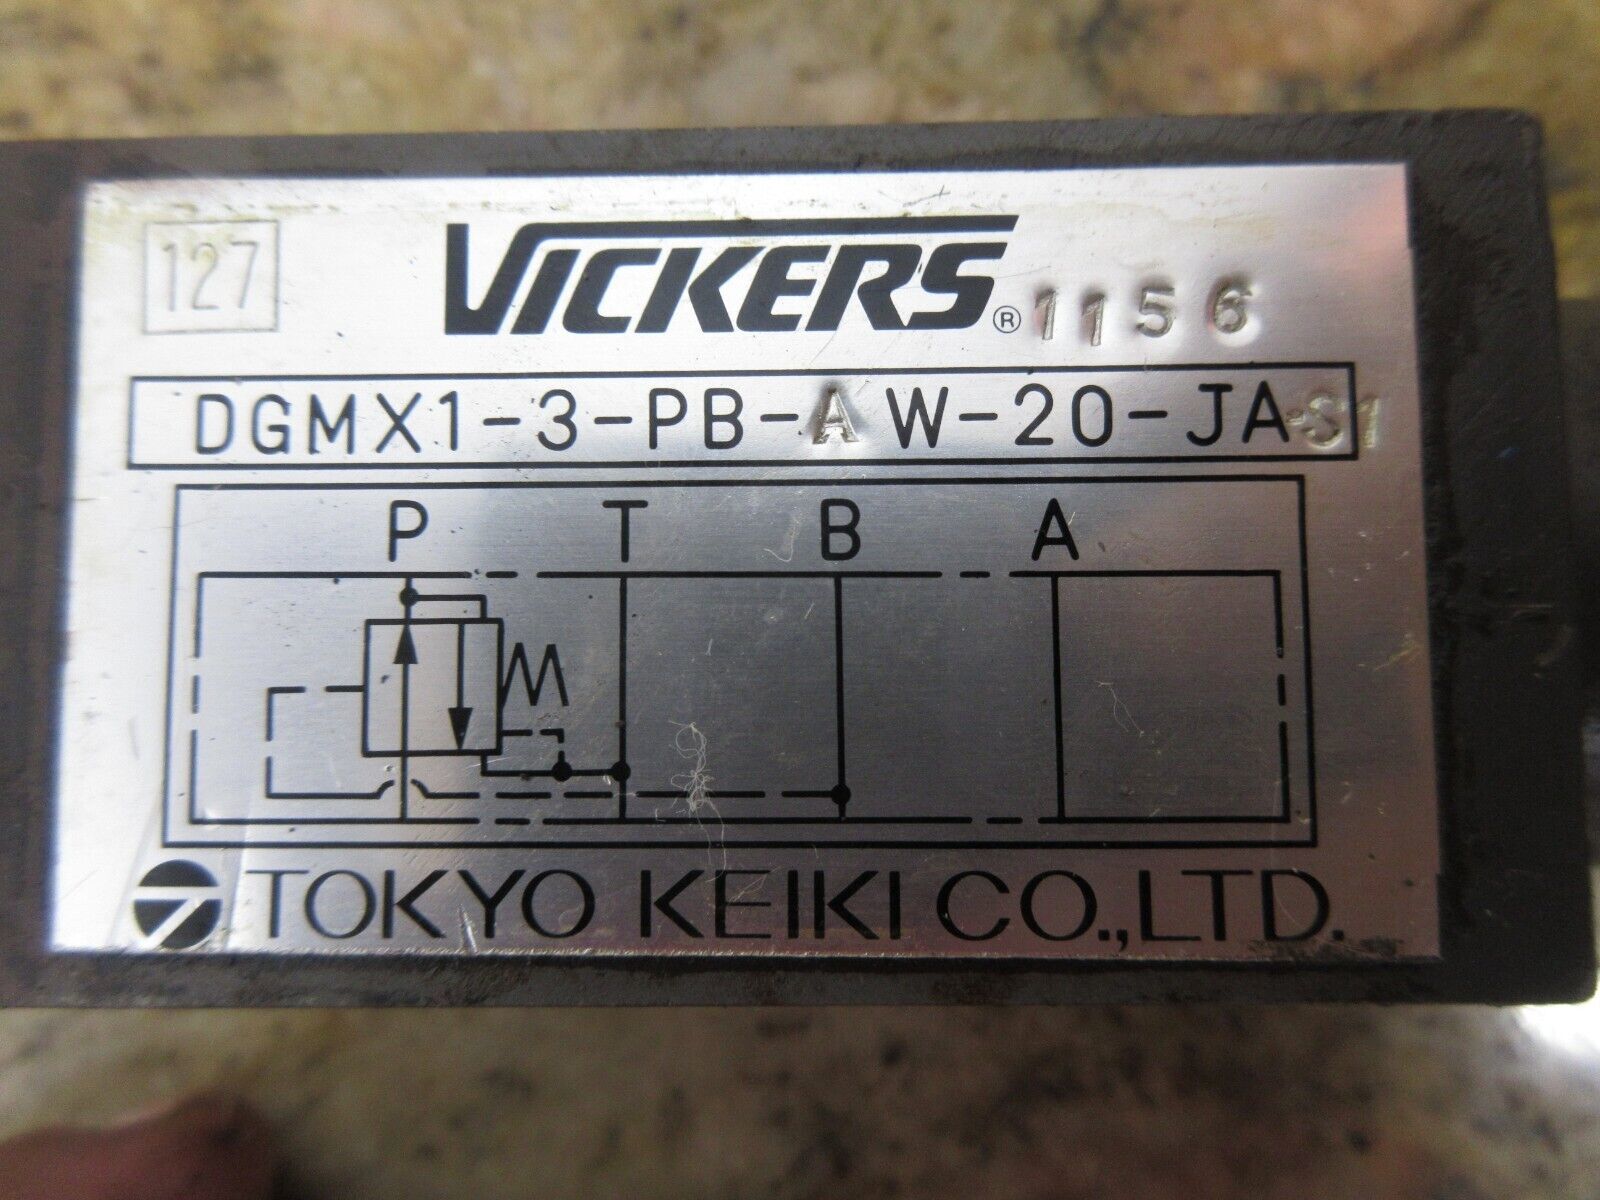 127 VICKERS® 1156
DGMX1-3-PB-AW-20-JA-S1
P T B A
TOKYO KEIKI CO.,LTD.